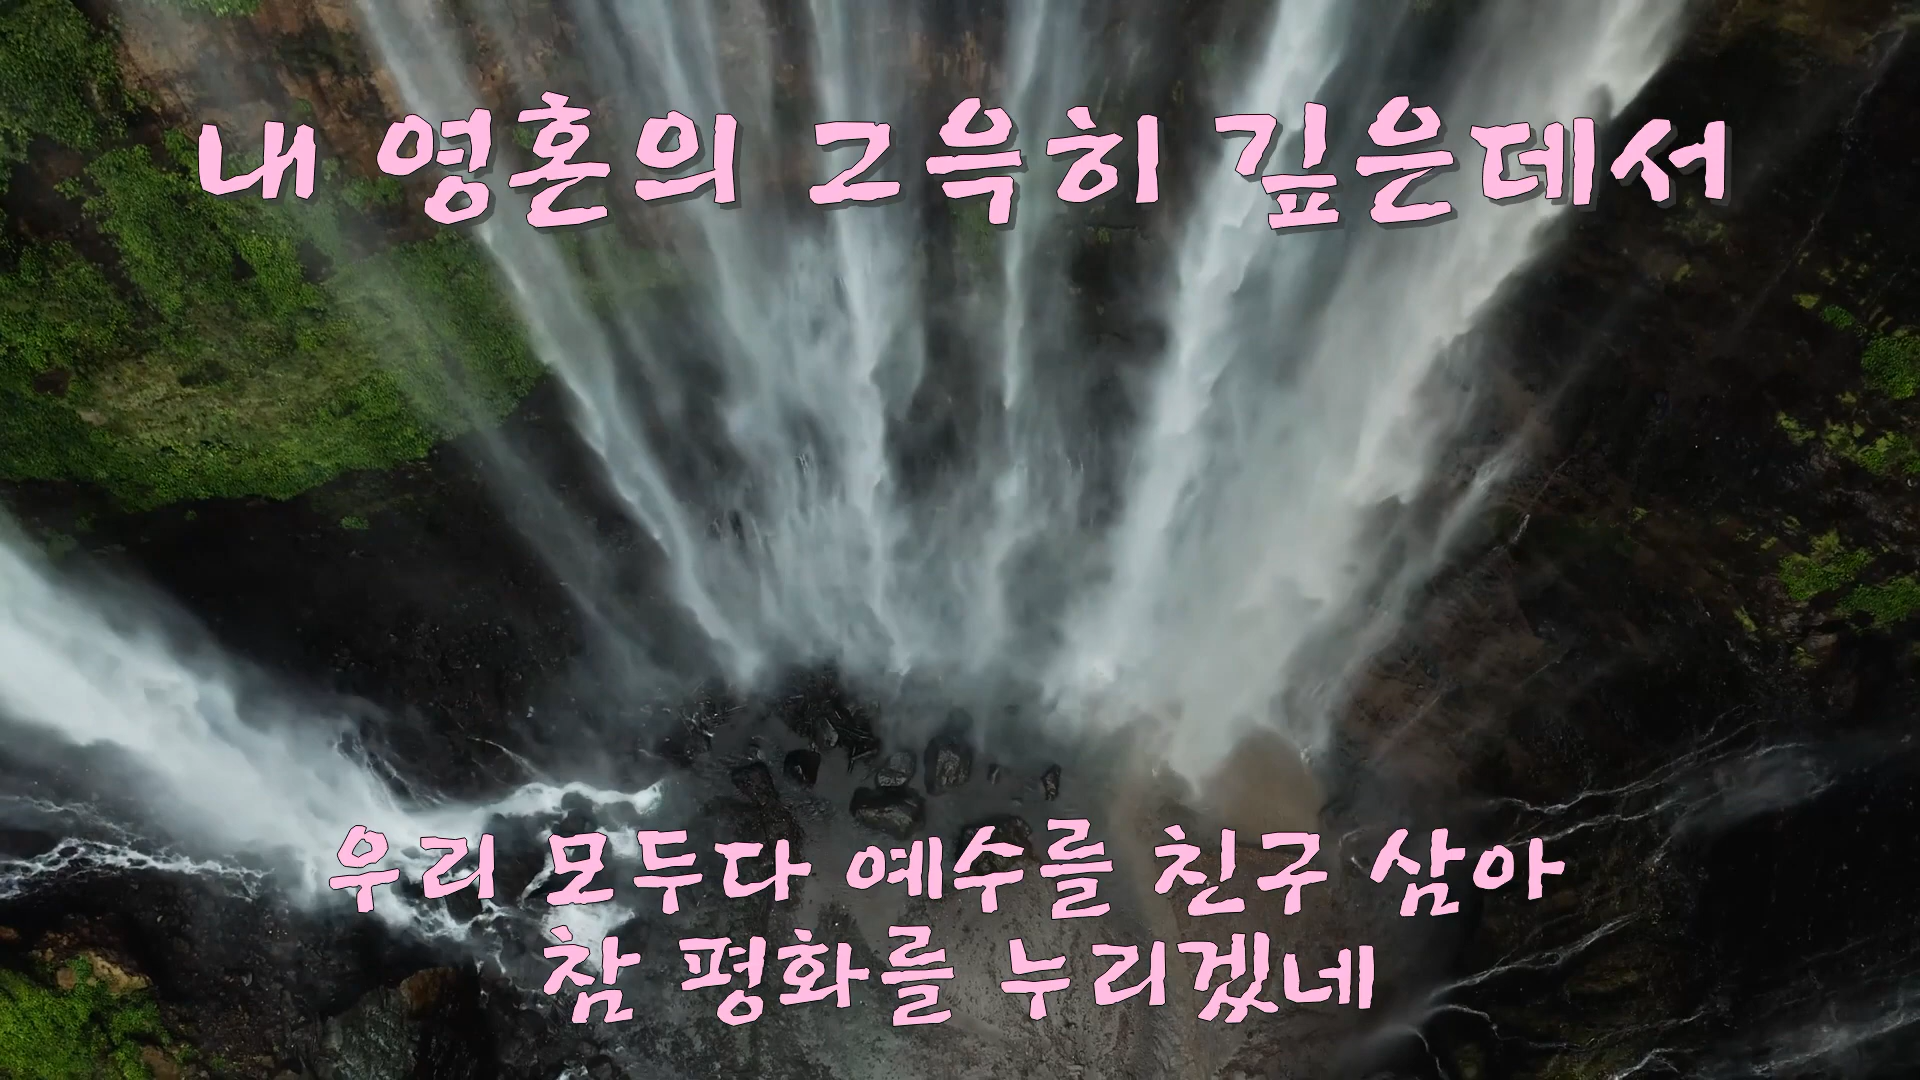 내 영혼의 그윽히 깊은데서
우리 모두다 예수를 친구 삼아
참 평화를 누리겠네